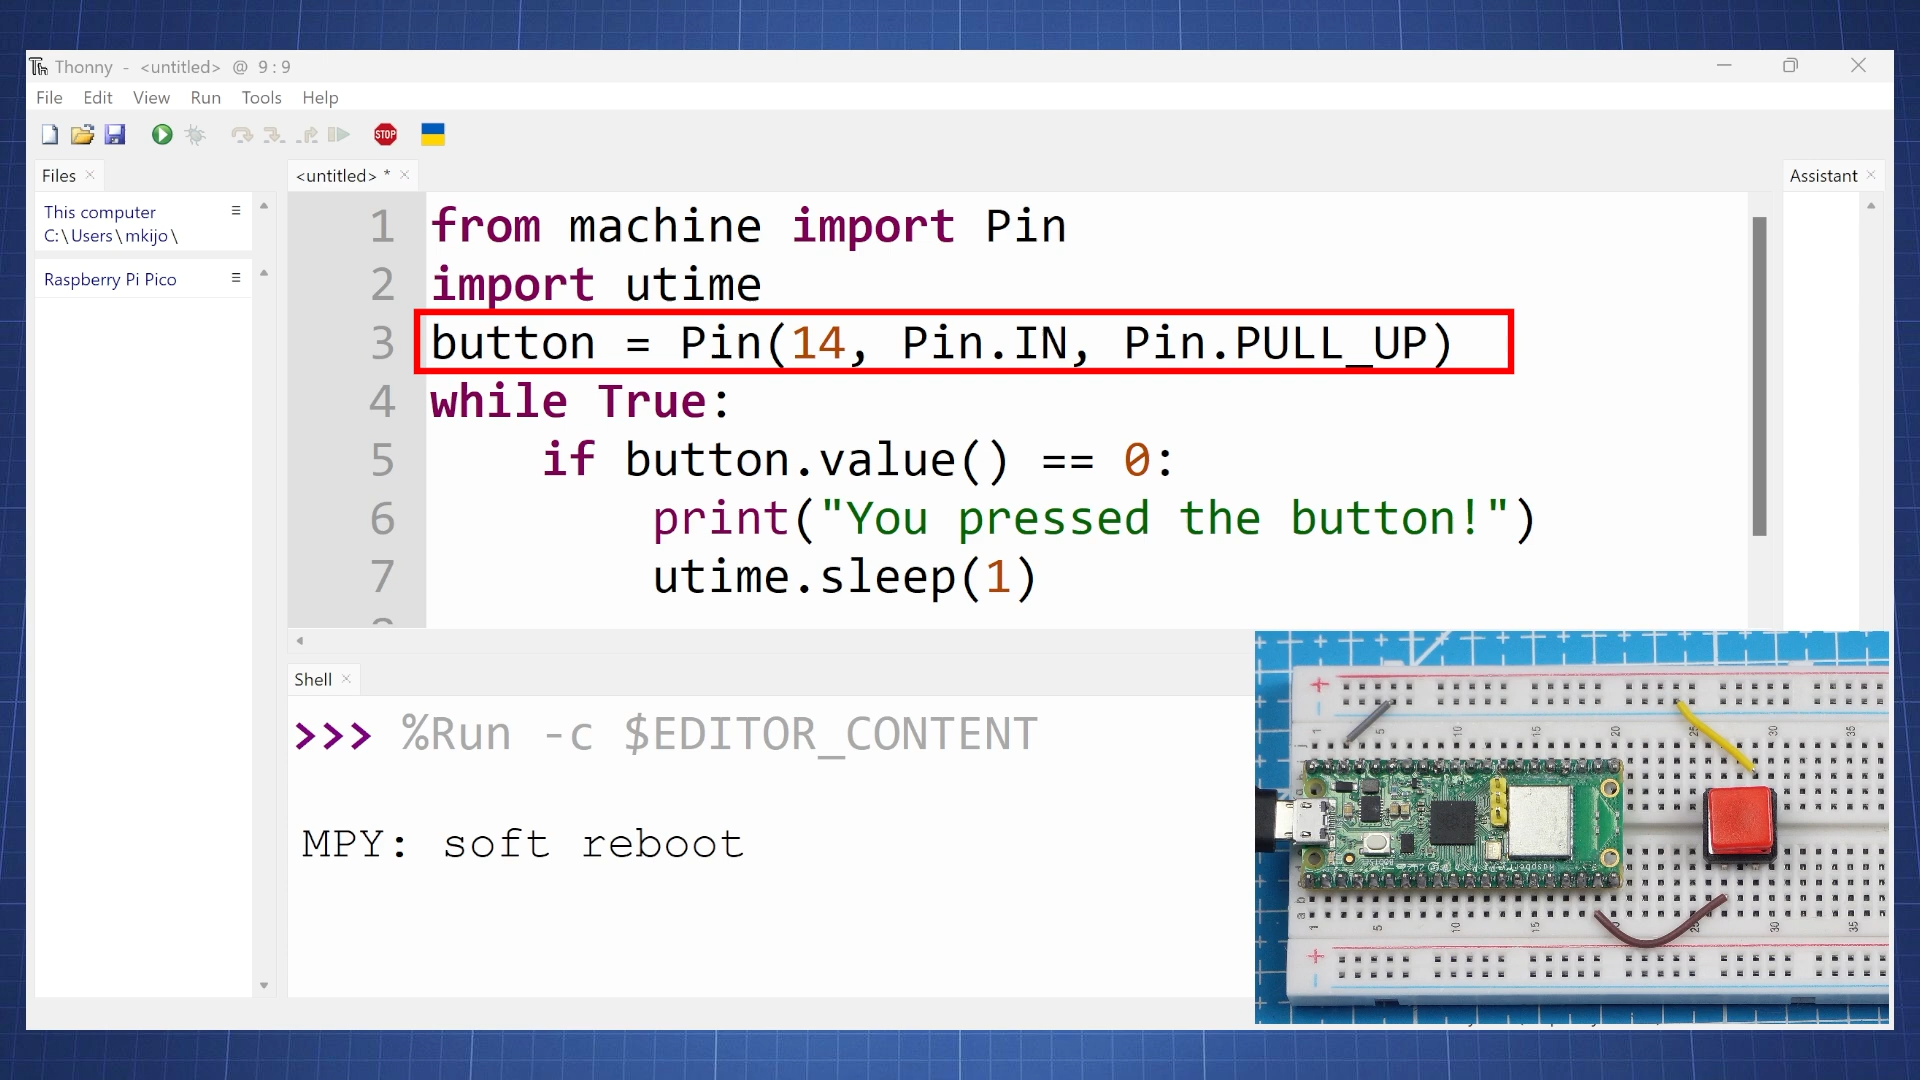 Thonny - <untitled> @ 9:9
File Edit View Run Tools Help
STOP
Files
This computer
C:\Users\mkijo\
Raspberry Pi Pico
<untitled> *
1 from machine import Pin
2 import utime
3 button = Pin(14, Pin.IN, Pin.PULL_UP)
4 while True:
5 if button.value() == 0:
6 print("You pressed the button!")
7 utime.sleep(1)
Assistant
Shell
>>> %Run -c $EDITOR_CONTENT
MPY: soft reboot